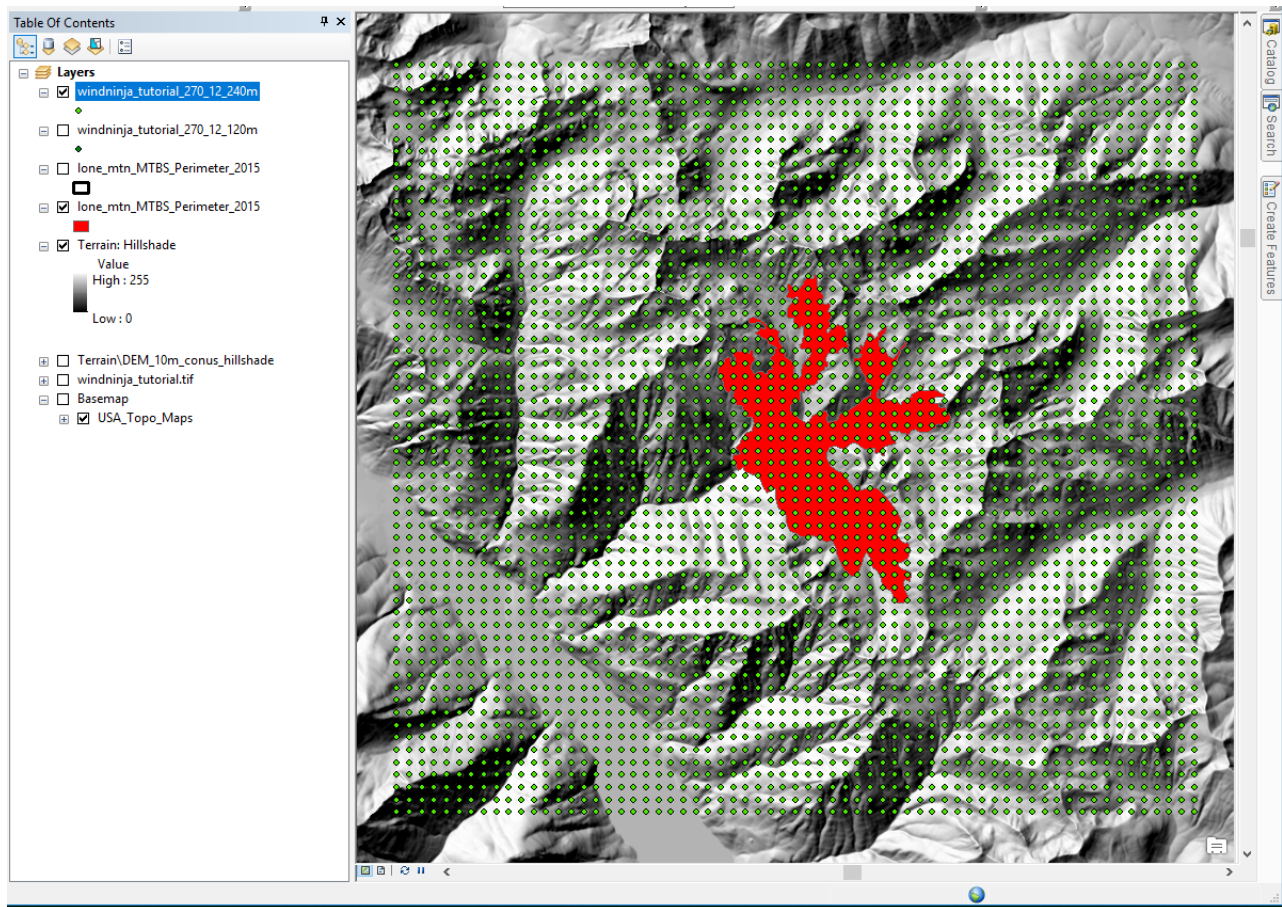 Table Of Contents
Layers
windninja_tutorial_270_12_240m
windninja_tutorial_270_12_120m
lone_mtn_MTBS_Perimeter_2015
lone_mtn_MTBS_Perimeter_2015
Terrain: Hillshade
Value
High : 255
Low : 0
Terrain\DEM_10m_conus_hillshade
windninja_tutorial.tif
Basemap
USA_Topo_Maps
Catalog
Search
Create Features